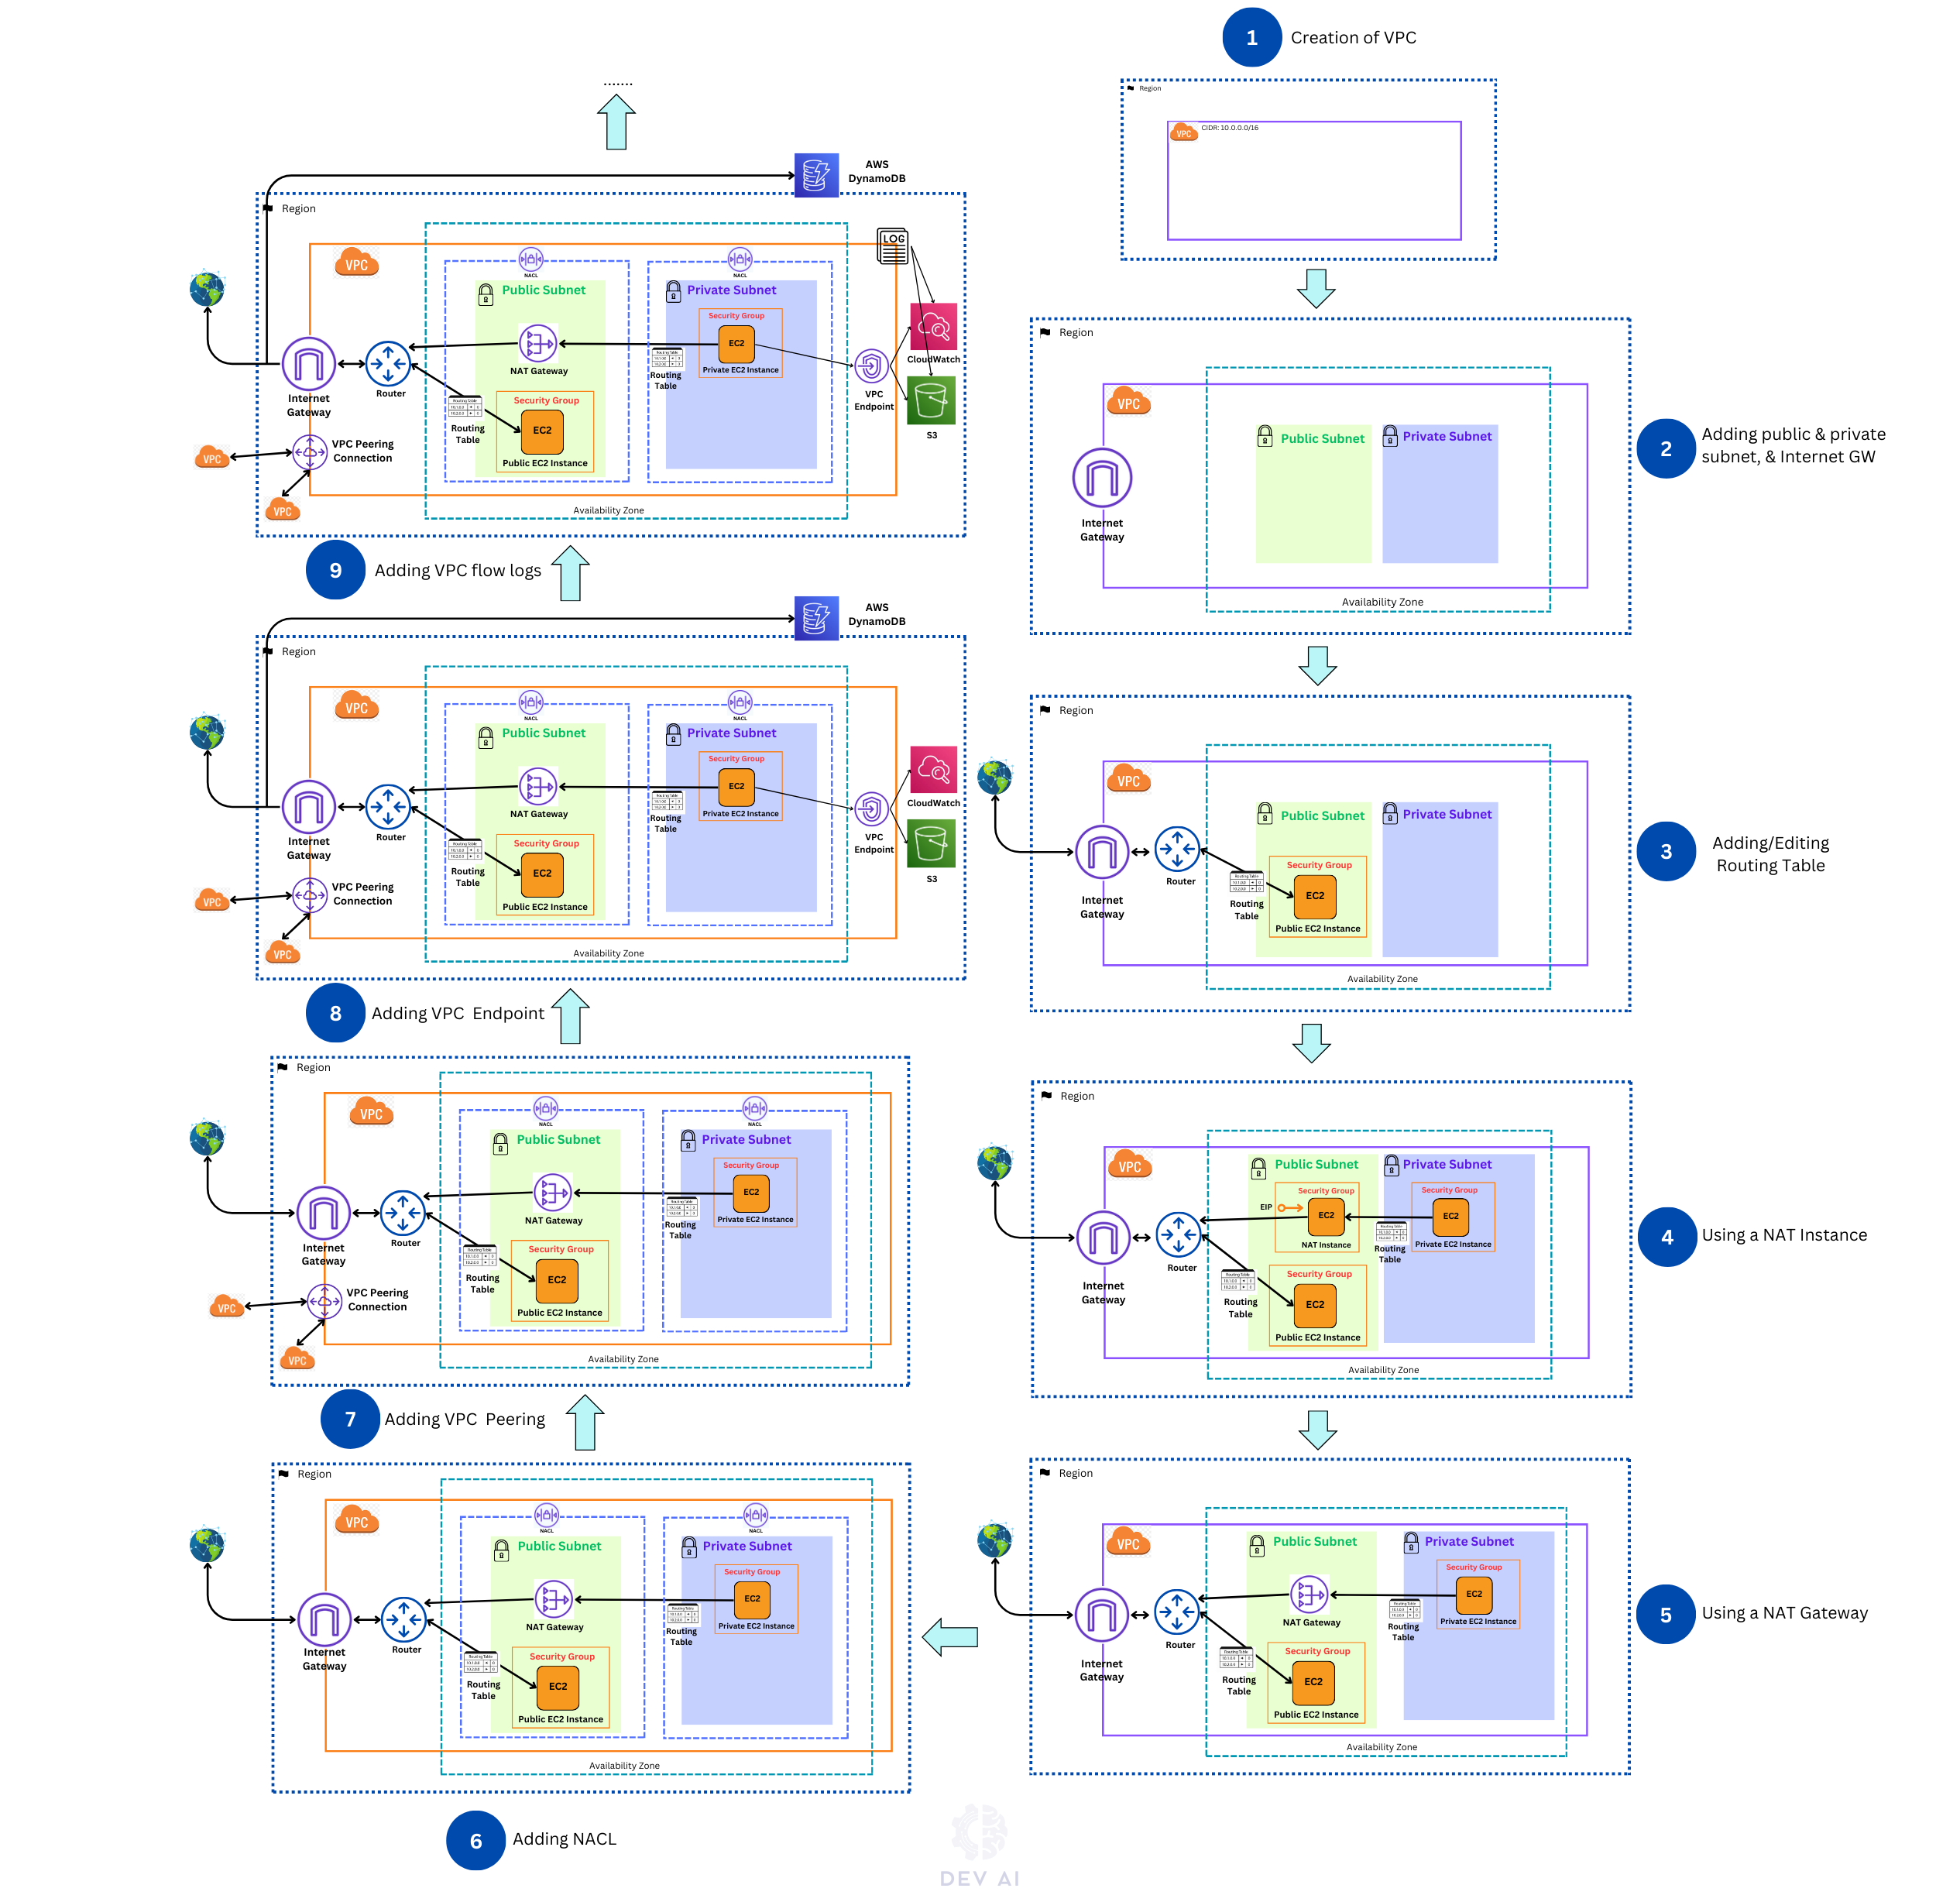 1
Creation of VPC
Region
VPC
CIDR: 10.0.0.0/16
Region
VPC
Public Subnet
Private Subnet
Internet
Gateway
Availability Zone
2
Adding public & private
subnet, & Internet GW
Region
VPC
Public Subnet
Private Subnet
Security Group
Routing Table
EC2
Router
Internet
Gateway
Routing
Table
Public EC2 Instance
Availability Zone
3
Adding/Editing
Routing Table
Region
VPC
Public Subnet
Private Subnet
Security Group
Security Group
EIP
EC2
EC2
NAT Instance
Private EC2 Instance
Routing
Table
Router
Internet
Gateway
Security Group
Routing Table
EC2
Routing
Table
Public EC2 Instance
Availability Zone
4
Using a NAT Instance
Region
VPC
Public Subnet
Private Subnet
Security Group
EC2
NAT Gateway
Private EC2 Instance
Routing
Table
Router
Internet
Gateway
Security Group
Routing Table
EC2
Routing
Table
Public EC2 Instance
Availability Zone
5
Using a NAT Gateway
Region
VPC
NACL
NACL
Public Subnet
Private Subnet
Security Group
EC2
NAT Gateway
Private EC2 Instance
Routing
Table
Router
Internet
Gateway
Security Group
Routing Table
EC2
Routing
Table
Public EC2 Instance
Availability Zone
6
Adding NACL
Region
VPC
NACL
NACL
Public Subnet
Private Subnet
Security Group
EC2
NAT Gateway
Private EC2 Instance
Routing
Table
Router
Internet
Gateway
Security Group
Routing Table
EC2
Routing
Table
Public EC2 Instance
VPC Peering
Connection
VPC
VPC
Availability Zone
7
Adding VPC Peering
AWS
DynamoDB
Region
VPC
NACL
NACL
Public Subnet
Private Subnet
Security Group
EC2
NAT Gateway
Private EC2 Instance
Routing
Table
Router
Internet
Gateway
CloudWatch
VPC
Endpoint
S3
Security Group
Routing Table
EC2
Routing
Table
Public EC2 Instance
VPC Peering
Connection
VPC
VPC
Availability Zone
8
Adding VPC Endpoint
.......
AWS
DynamoDB
Region
LOG
VPC
NACL
NACL
Public Subnet
Private Subnet
Security Group
EC2
NAT Gateway
Private EC2 Instance
Routing
Table
Router
Internet
Gateway
CloudWatch
VPC
Endpoint
S3
Security Group
Routing Table
EC2
Routing
Table
Public EC2 Instance
VPC Peering
Connection
VPC
VPC
Availability Zone
9
Adding VPC flow logs
DEV AI